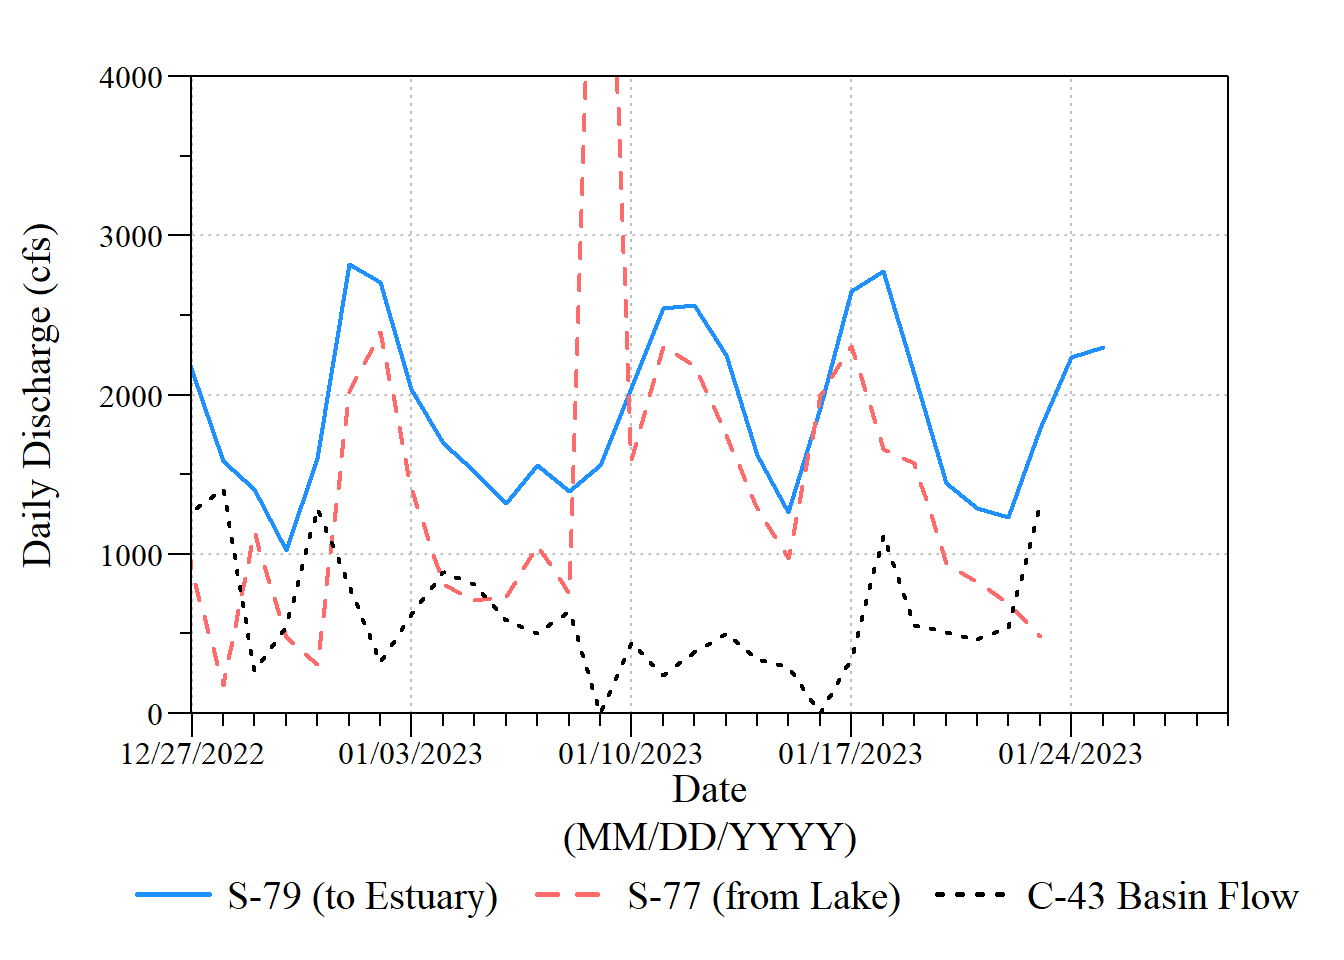 4000
3000
2000
1000
0
Daily Discharge (cfs)
12/27/2022 01/03/2023 01/10/2023 01/17/2023 01/24/2023
Date
(MM/DD/YYYY)
S-79 (to Estuary) S-77 (from Lake) C-43 Basin Flow